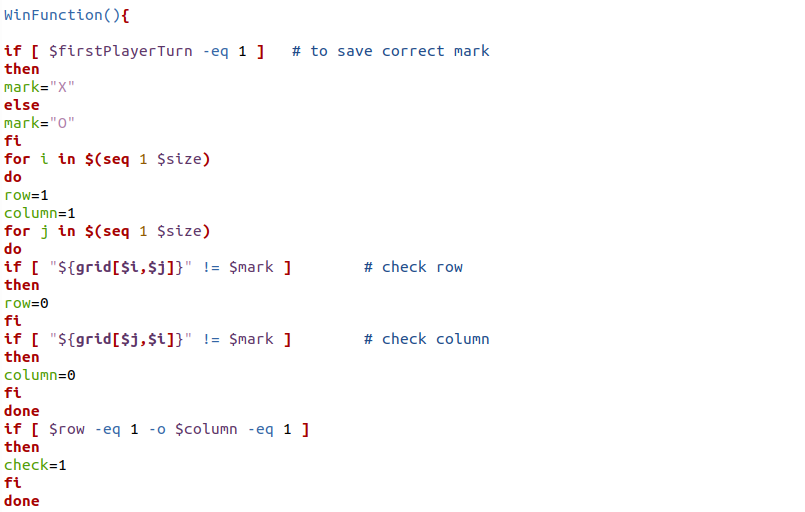 WinFunction(){
if [ $firstPlayerTurn -eq 1 ]   # to save correct mark
then
mark="X"
else
mark="O"
fi
for i in $(seq 1 $size)
do
row=1
column=1
for j in $(seq 1 $size)
do
if [ "${grid[$i,$j]}" != $mark ]        # check row
then
row=0
fi
if [ "${grid[$j,$i]}" != $mark ]        # check column
then
column=0
fi
done
if [ $row -eq 1 -o $column -eq 1 ]
then
check=1
fi
done